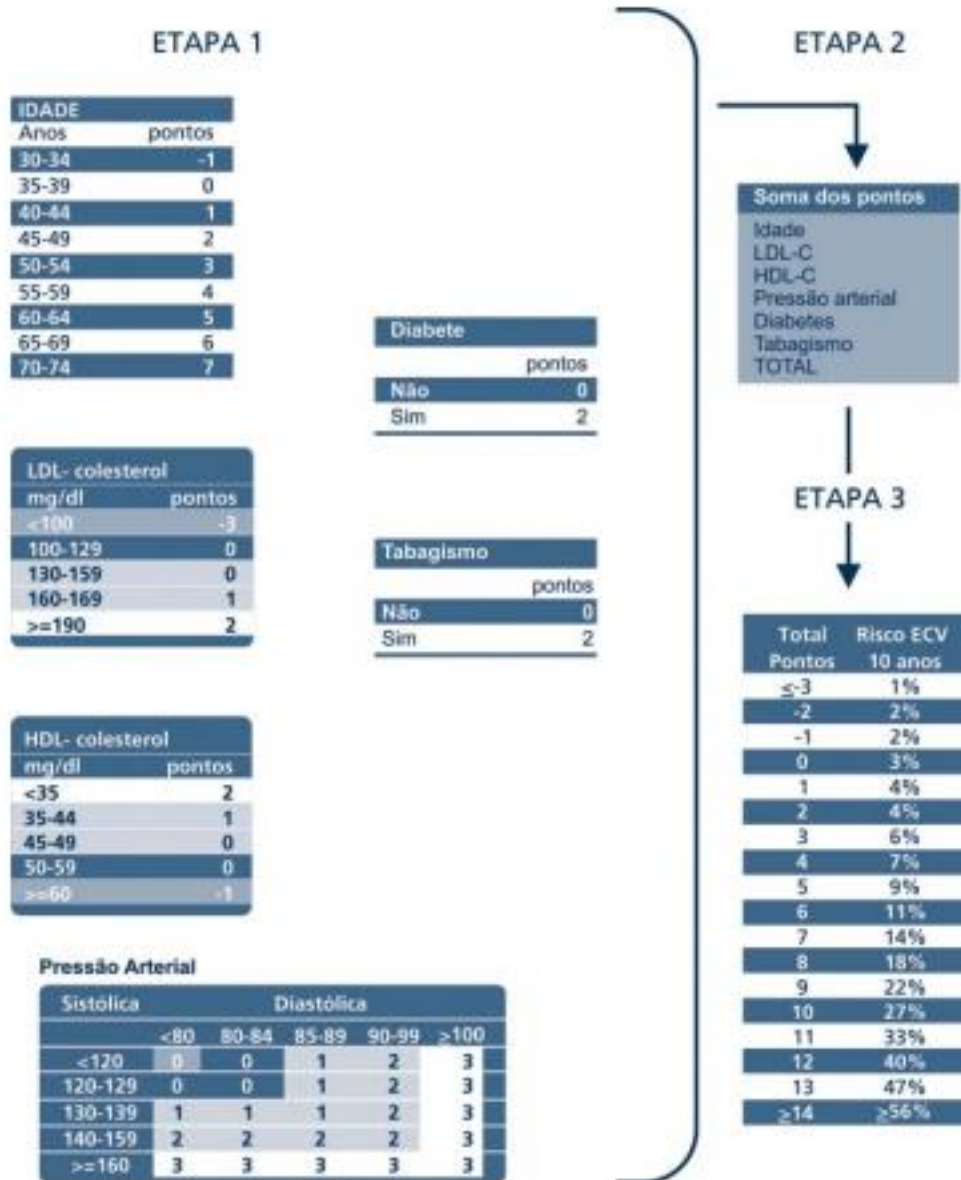 ETAPA 1
IDADE
Anos pontos
30-34 -1
35-39 0
40-44 1
45-49 2
50-54 3
55-59 4
60-64 5
65-69 6
70-74 7
LDL- colesterol
mg/dl pontos
<100 -3
100-129 0
130-159 0
160-169 1
>=190 2
HDL- colesterol
mg/dl pontos
<35 2
35-44 1
45-49 0
50-59 0
>=60 -1
Diabete
pontos
Não 0
Sim 2
Tabagismo
pontos
Não 0
Sim 2
Pressão Arterial
Sistólica Diastólica
<80 80-84 85-89 90-99 ≥100
<120 0 0 1 2 3
120-129 0 0 1 2 3
130-139 1 1 1 2 3
140-159 2 2 2 2 3
>=160 3 3 3 3 3
ETAPA 2
Soma dos pontos
Idade
LDL-C
HDL-C
Pressão arterial
Diabetes
Tabagismo
TOTAL
ETAPA 3
Total Risco ECV
Pontos 10 anos
≤-3 1%
-2 2%
-1 2%
0 3%
1 4%
2 4%
3 6%
4 7%
5 9%
6 11%
7 14%
8 18%
9 22%
10 27%
11 33%
12 40%
13 47%
≥14 ≥56%